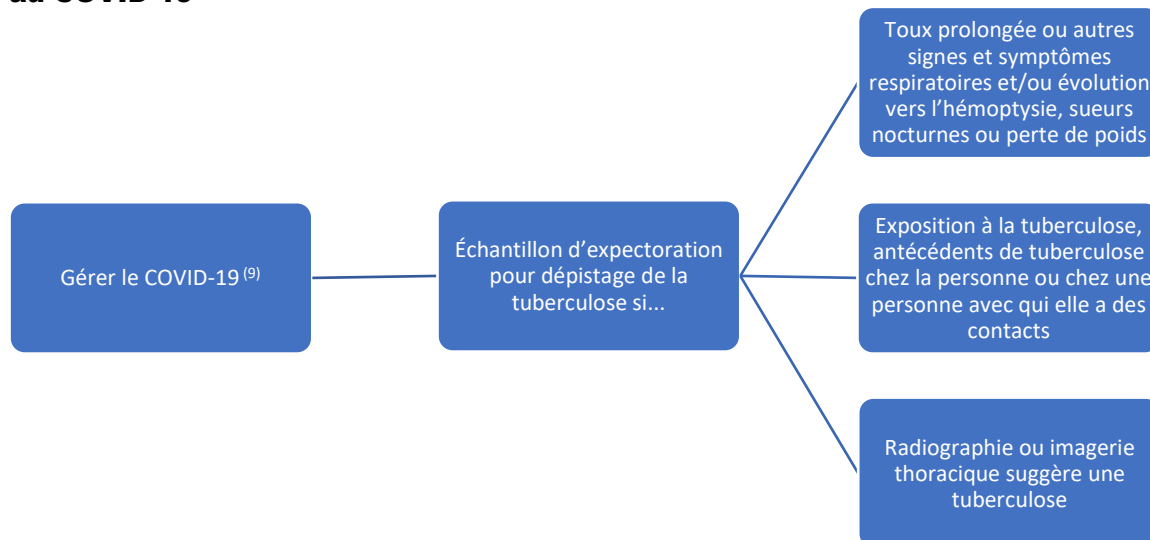 du COVID-19
Toux prolongée ou autres
signes et symptômes
respiratoires et/ou évolution
vers l’hémoptysie, sueurs
nocturnes ou perte de poids
Gérer le COVID-19 (9)
Échantillon d’expectoration
pour dépistage de la
tuberculose si...
Exposition à la tuberculose,
antécédents de tuberculose
chez la personne ou chez une
personne avec qui elle a des
contacts
Radiographie ou imagerie
thoracique suggère une
tuberculose